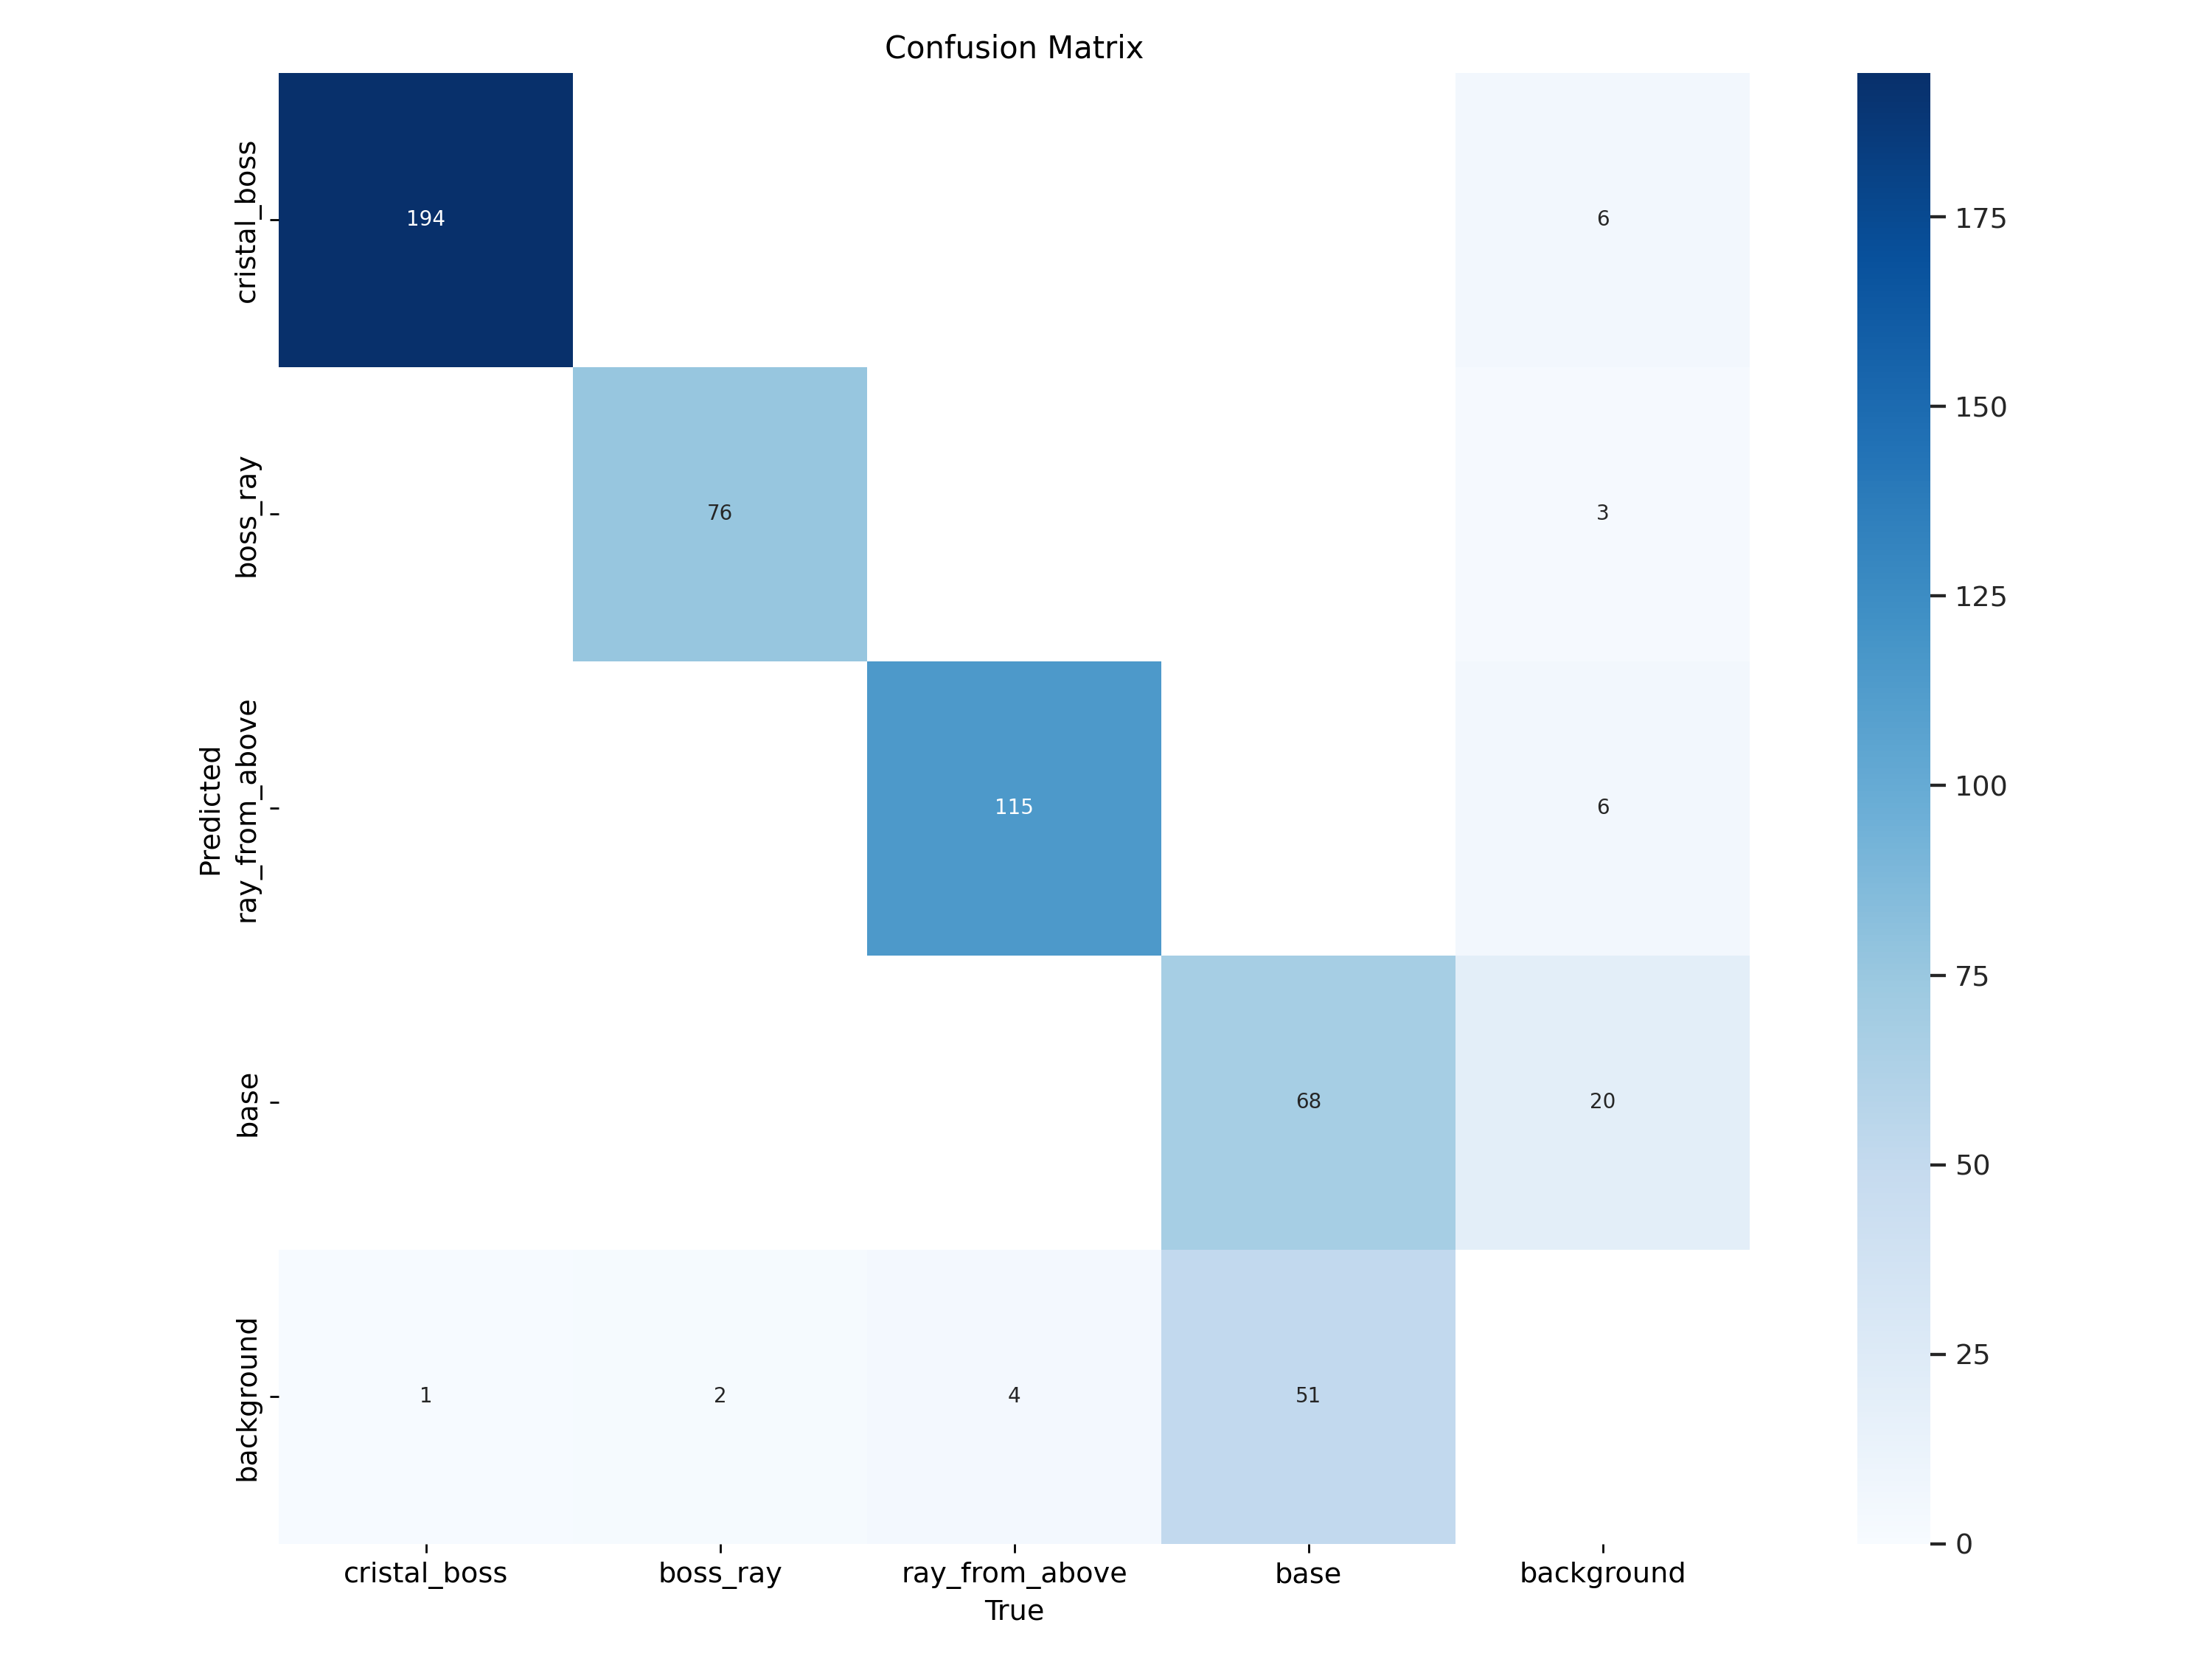 Confusion Matrix
cristal_boss
boss_ray
ray_from_above
base
background
Predicted
194
6
76
3
115
6
68
20
1
2
4
51
cristal_boss
boss_ray
ray_from_above
base
background
True
175
150
125
100
75
50
25
0